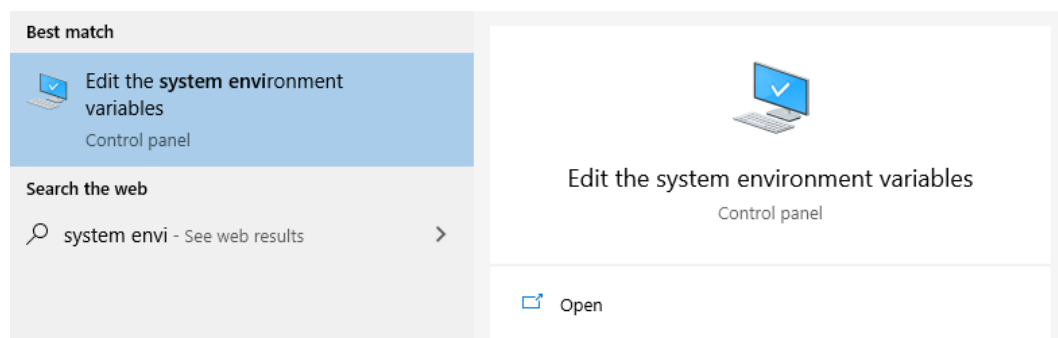 Best match
Edit the system environment
variables
Control panel
Search the web
system envi - See web results
Edit the system environment variables
Control panel
Open